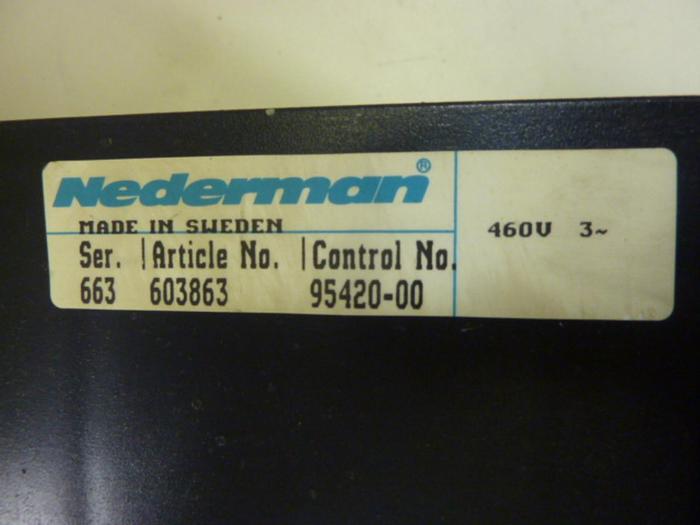 Nederman®
MADE IN SWEDEN
460V 3~
Ser. | Article No. | Control No.
663 603863 95420-00